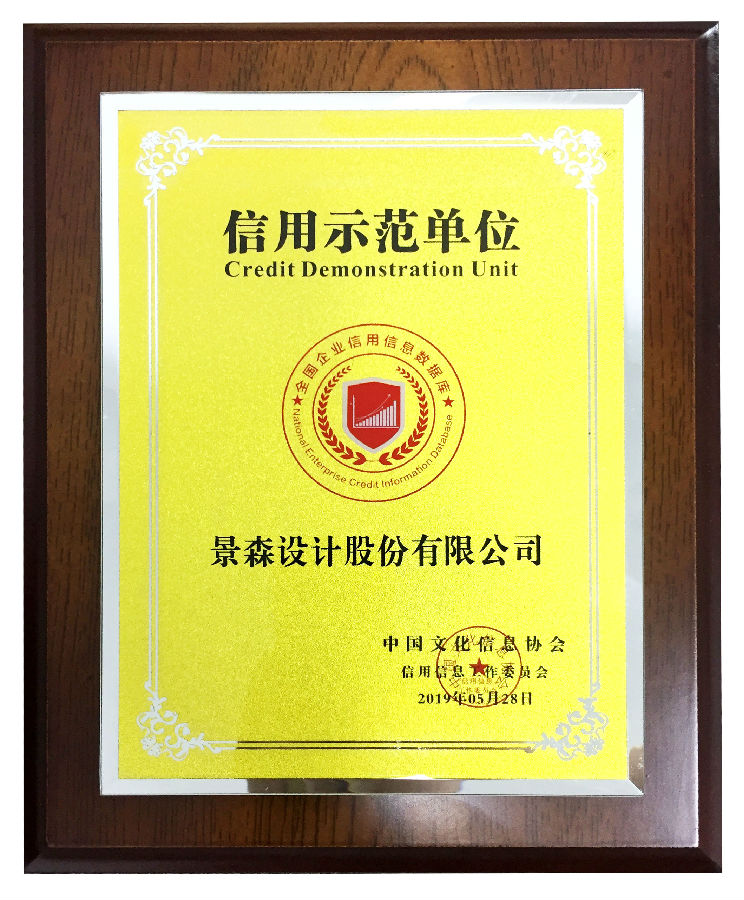 信用示范单位
Credit Demonstration Unit
全国企业信用信息数据库
National Enterprise Credit Information Database
景森设计股份有限公司
中国文化信息协会
信用信息工作委员会
2019年05月28日